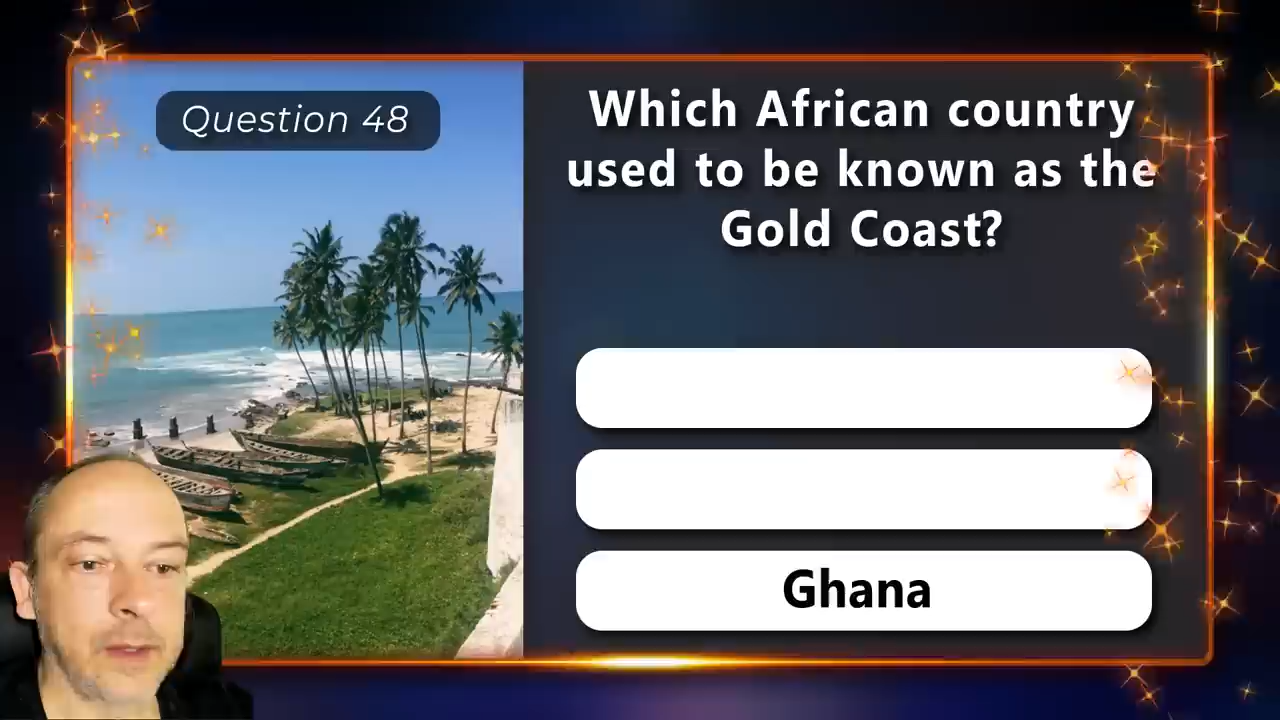 Question 48
Which African country
used to be known as the
Gold Coast?
Ghana